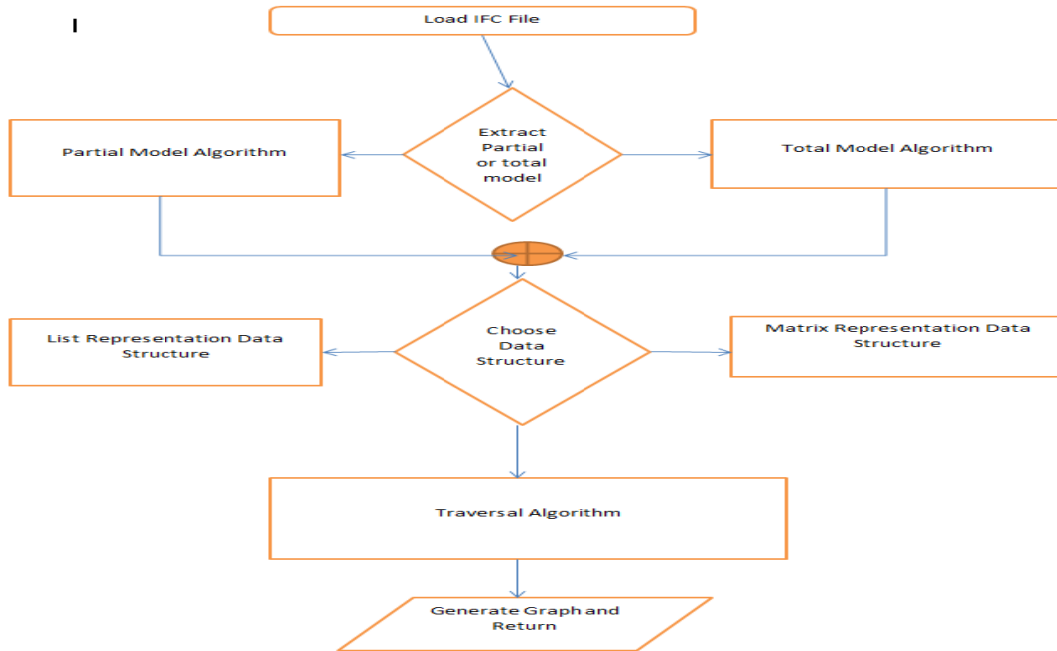 I
Load IFC File
Extract
Partial
or total
model
Partial Model Algorithm
Total Model Algorithm
Choose
Data
Structure
List Representation Data
Structure
Matrix Representation Data
Structure
Traversal Algorithm
Generate Graph and
Return